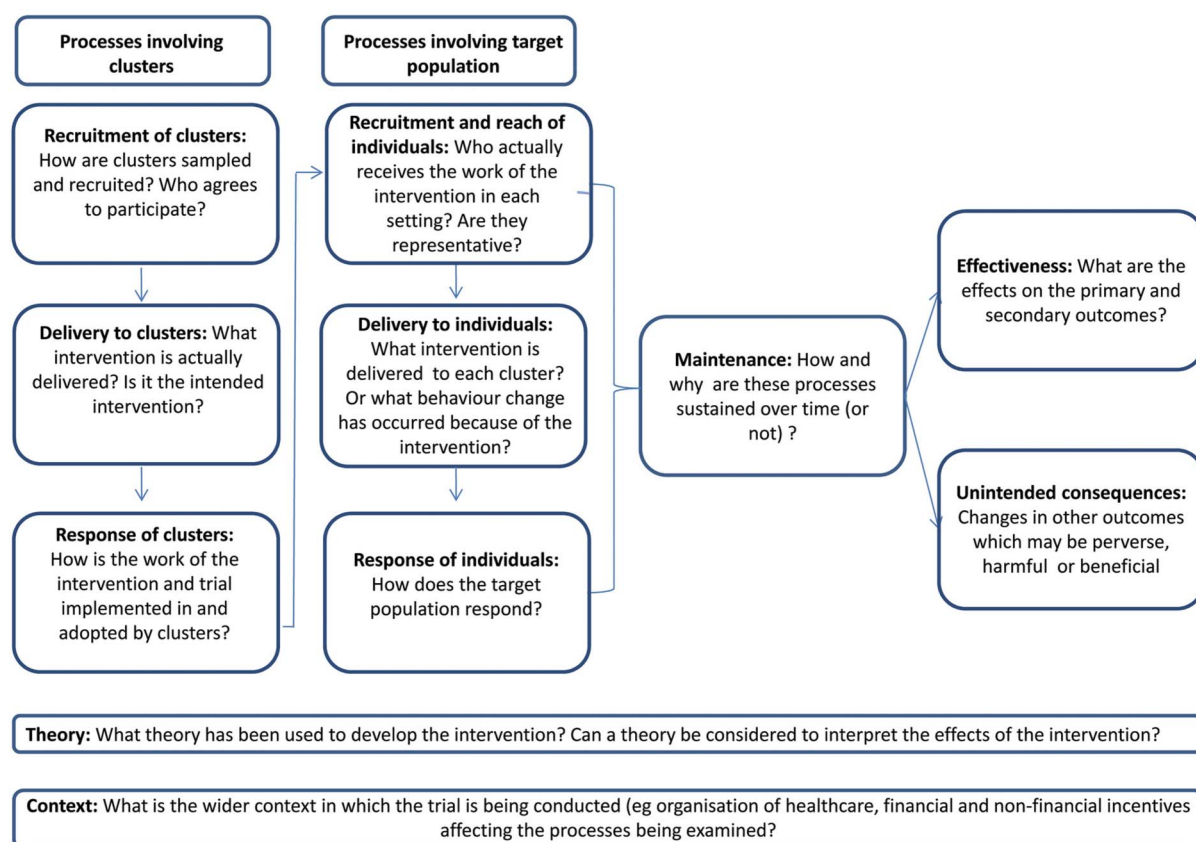 Processes involving
clusters
Processes involving target
population
Recruitment of clusters:
How are clusters sampled
and recruited? Who agrees
to participate?
Delivery to clusters: What
intervention is actually
delivered? Is it the intended
intervention?
Response of clusters:
How is the work of the
intervention and trial
implemented in and
adopted by clusters?
Recruitment and reach of
individuals: Who actually
receives the work of the
intervention in each
setting? Are they
representative?
Delivery to individuals:
What intervention is
delivered to each cluster?
Or what behaviour change
has occurred because of the
intervention?
Response of individuals:
How does the target
population respond?
Maintenance: How and
why are these processes
sustained over time (or
not) ?
Effectiveness: What are the
effects on the primary and
secondary outcomes?
Unintended consequences:
Changes in other outcomes
which may be perverse,
harmful or beneficial
Theory: What theory has been used to develop the intervention? Can a theory be considered to interpret the effects of the intervention?
Context: What is the wider context in which the trial is being conducted (eg organisation of healthcare, financial and non-financial incentives
affecting the processes being examined?